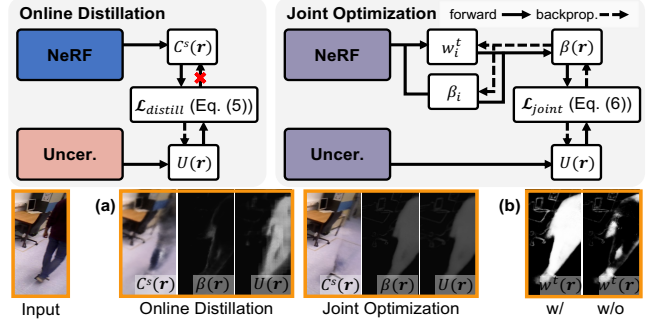 Online Distillation
NeRF
C^s(r)
L_distill (Eq. (5))
Uncer.
U(r)
Joint Optimization
forward
backprop.
NeRF
w_i^t
β(r)
β_i
L_joint (Eq. (6))
Uncer.
U(r)
Input
(a)
C^s(r)
β(r)
U(r)
Online Distillation
C^s(r)
β(r)
U(r)
Joint Optimization
(b)
w^t(r)
w^t(r)
w/
w/o